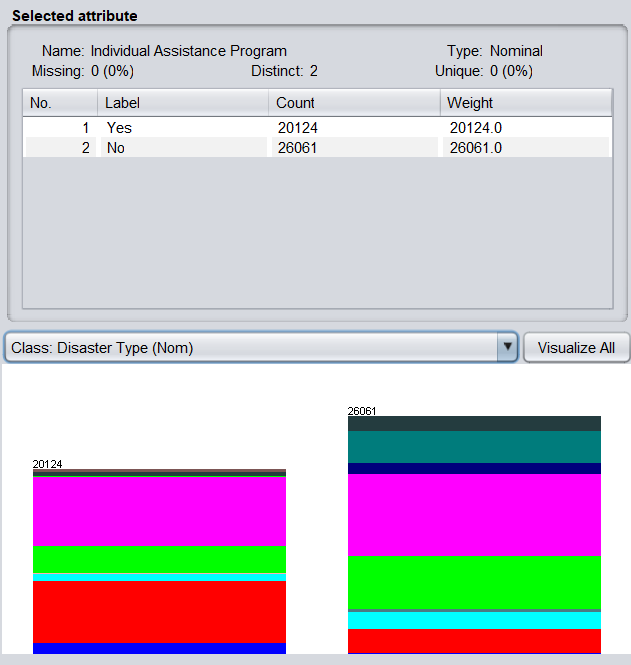 Selected attribute
Name: Individual Assistance Program Type: Nominal
Missing: 0 (0%) Distinct: 2 Unique: 0 (0%)
No. Label Count Weight
1 Yes 20124 20124.0
2 No 26061 26061.0
Class: Disaster Type (Nom) Visualize All
26061
20124